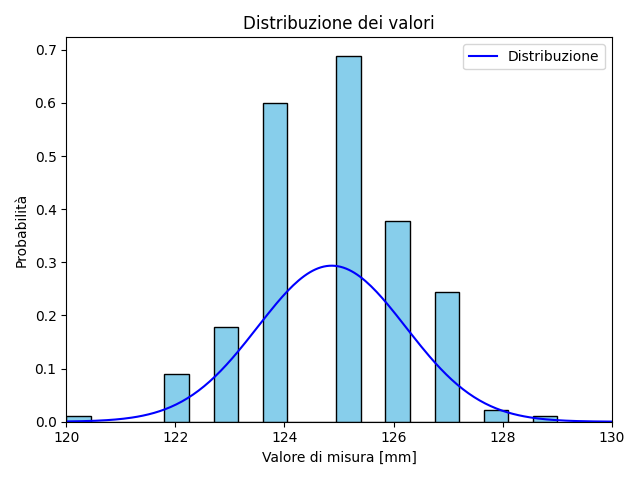 Distribuzione dei valori
Distribuzione
Probabilità
0.7
0.6
0.5
0.4
0.3
0.2
0.1
0.0
120 122 124 126 128 130
Valore di misura [mm]